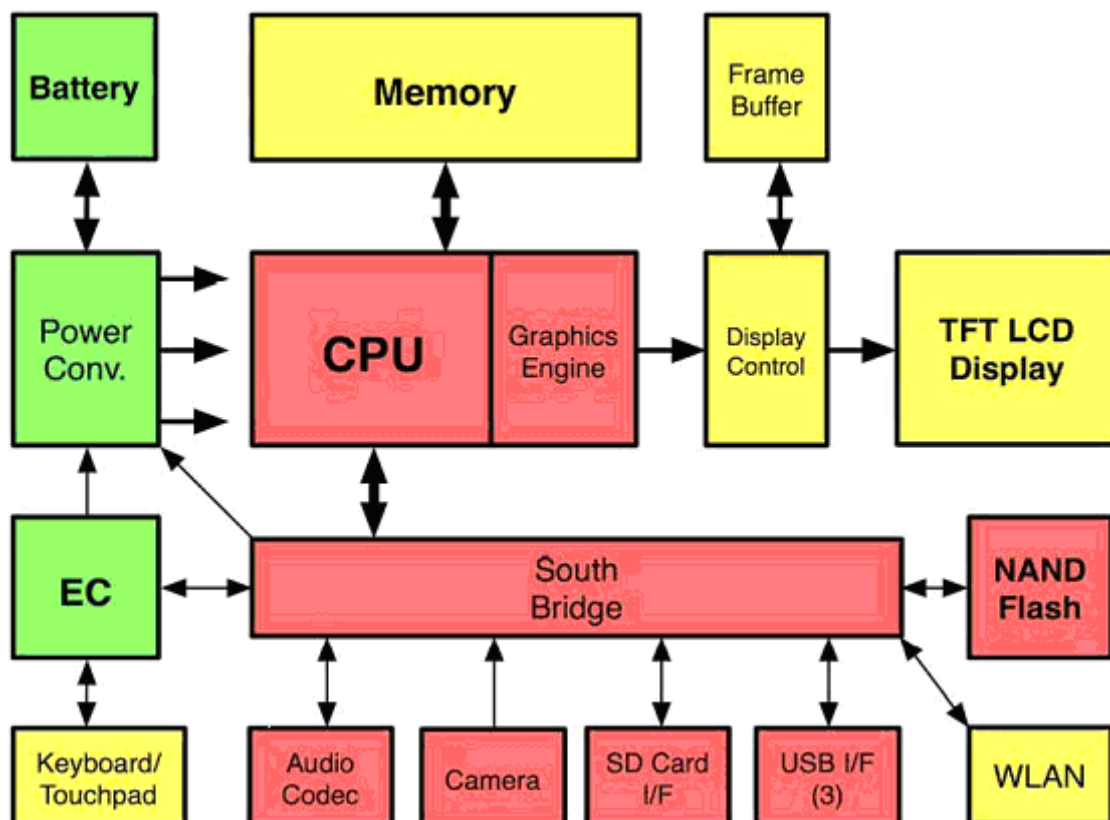 Battery
Memory
Frame
Buffer
Power
Conv.
CPU
Graphics
Engine
Display
Control
TFT LCD
Display
EC
South
Bridge
NAND
Flash
Keyboard/
Touchpad
Audio
Codec
Camera
SD Card
I/F
USB I/F
(3)
WLAN